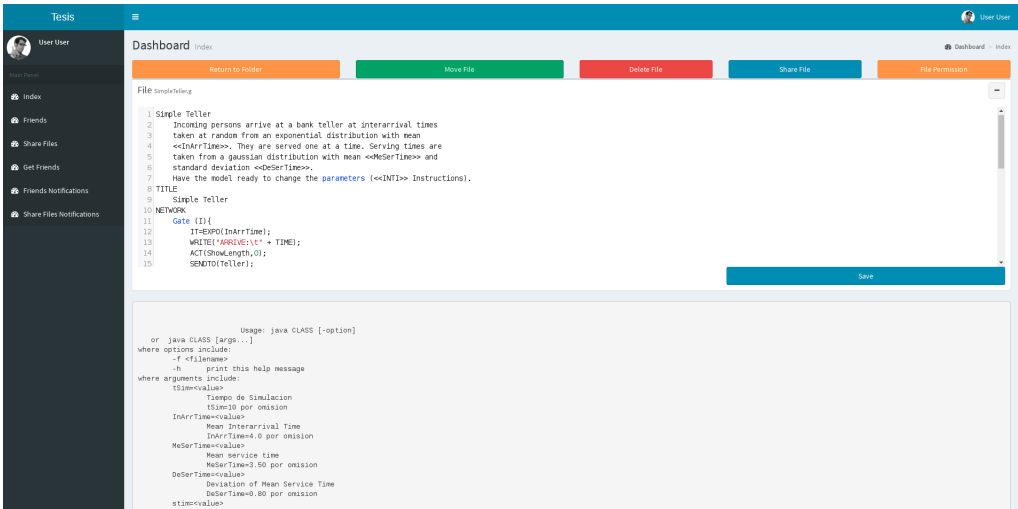 Tesis
User User
User User
Dashboard Index
Dashboard > Index
Main Panel
Index
Friends
Share Files
Get Friends
Friends Notifications
Share Files Notifications
Return to Folder
Move File
Delete File
Share File
File Permission
File SimpleTeller.g
1 Simple Teller
2 Incoming persons arrive at a bank teller at interarrival times
3 taken at random from an exponential distribution with mean
4 <<InArrTime>>. They are served one at a time. Serving times are
5 taken from a gaussian distribution with mean <<MeSerTime>> and
6 standard deviation <<DeSerTime>>.
7 Have the model ready to change the parameters (<<INTI>> Instructions).
8 TITLE
9 Simple Teller
10 NETWORK
11 Gate (I){
12 IT=EXPO(InArrTime);
13 WRITE("ARRIVE:\t" + TIME);
14 ACT(ShowLength,0);
15 SENDTO(Teller);
Save
Usage: java CLASS [-option]
or java CLASS [args...]
where options include:
-f <filename>
-h print this help message
where arguments include:
tSim=<value>
Tiempo de Simulacion
tSim=10 por omision
InArrTime=<value>
Mean Interarrival Time
InArrTime=4.0 por omision
MeSerTime=<value>
Mean service time
MeSerTime=3.50 por omision
DeSerTime=<value>
Deviation of Mean Service Time
DeSerTime=0.80 por omision
stim=<value>